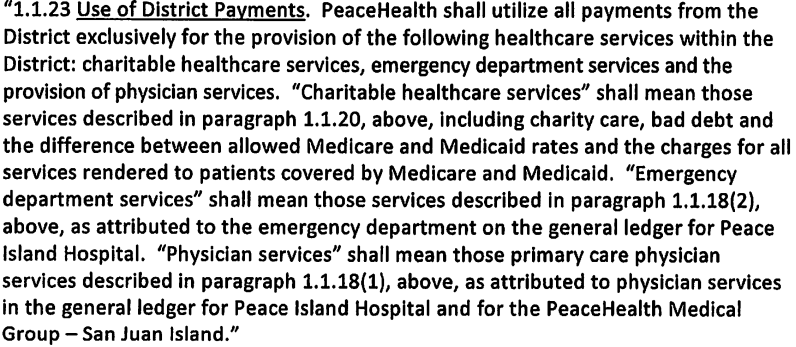 "1.1.23 Use of District Payments.  PeaceHealth shall utilize all payments from the
District exclusively for the provision of the following healthcare services within the
District: charitable healthcare services, emergency department services and the
provision of physician services.  "Charitable healthcare services" shall mean those
services described in paragraph 1.1.20, above, including charity care, bad debt and
the difference between allowed Medicare and Medicaid rates and the charges for all
services rendered to patients covered by Medicare and Medicaid.  "Emergency
department services" shall mean those services described in paragraph 1.1.18(2),
above, as attributed to the emergency department on the general ledger for Peace
Island Hospital.  "Physician services" shall mean those primary care physician
services described in paragraph 1.1.18(1), above, as attributed to physician services
in the general ledger for Peace Island Hospital and for the PeaceHealth Medical
Group – San Juan Island."